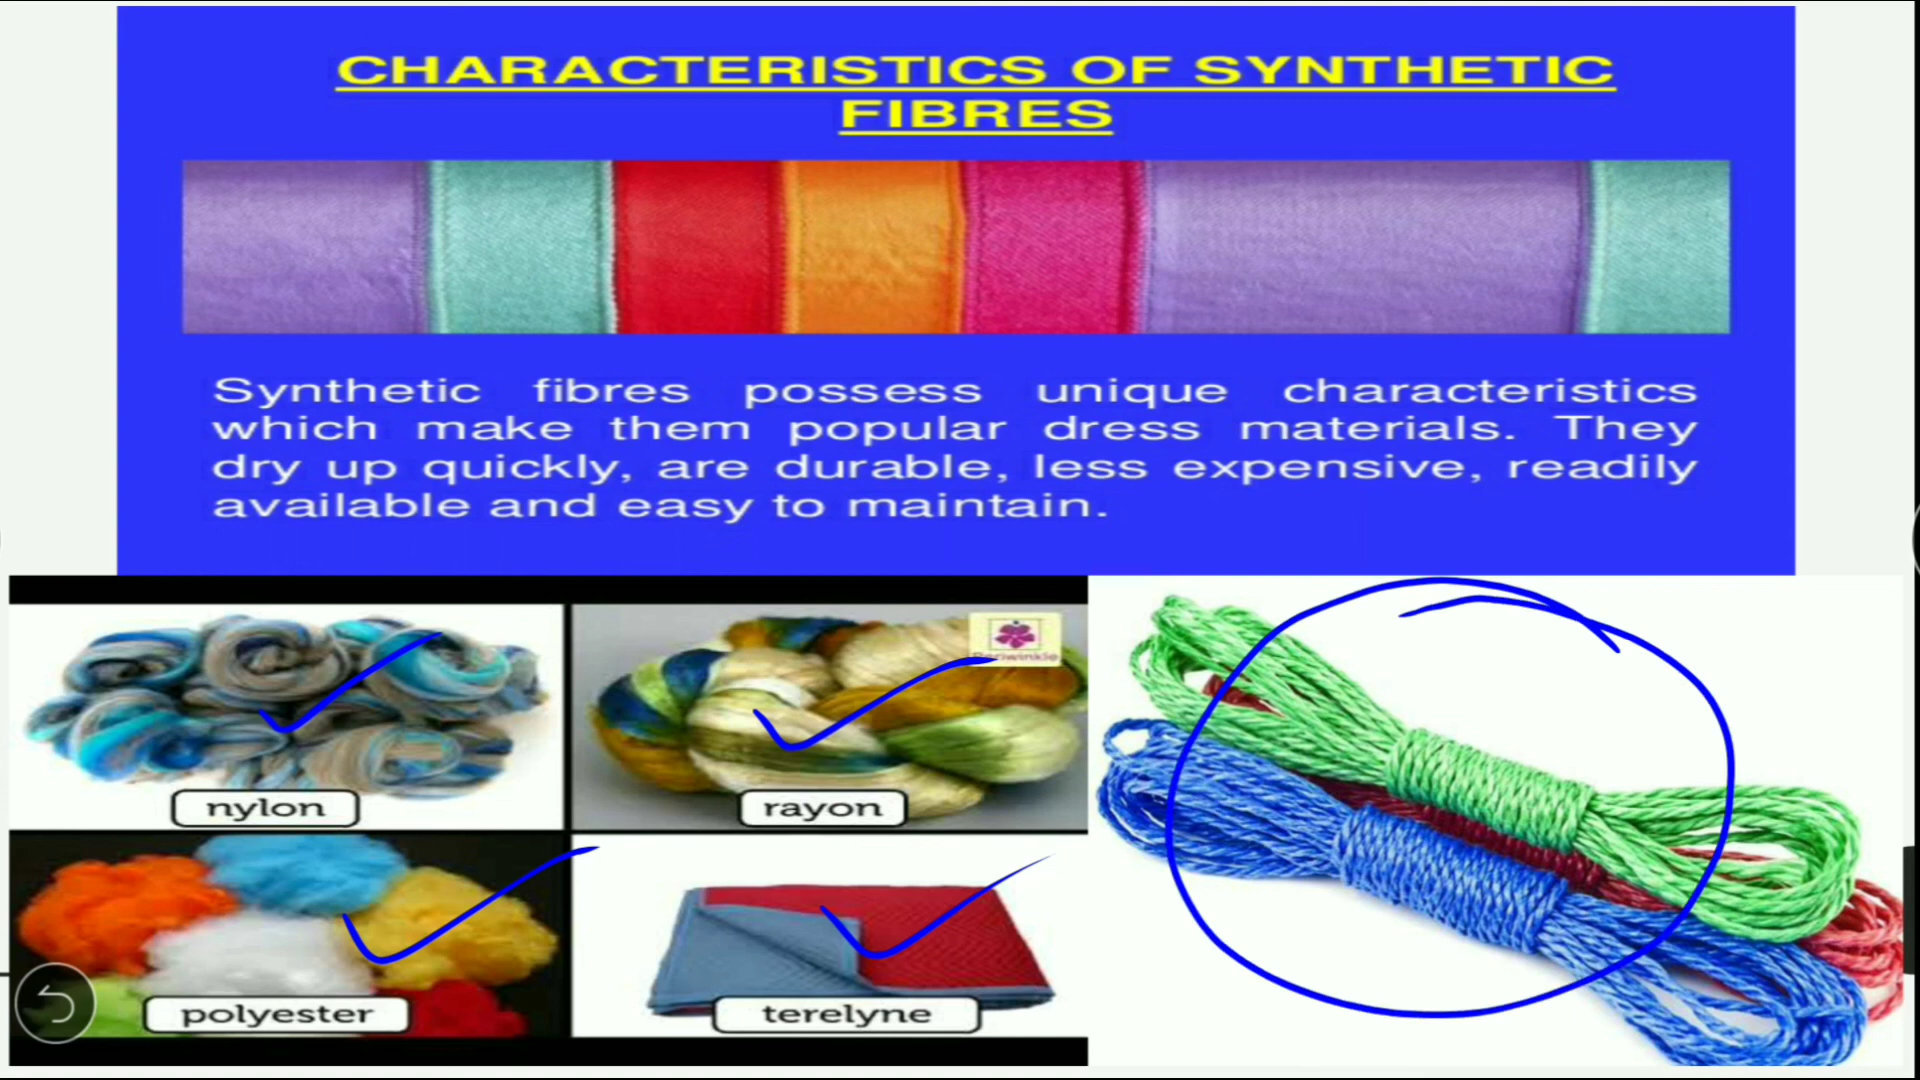 CHARACTERISTICS OF SYNTHETIC
FIBRES
Synthetic fibres possess unique characteristics
which make them popular dress materials. They
dry up quickly, are durable, less expensive, readily
available and easy to maintain.
Periwinkle
nylon
rayon
polyester
terelyne